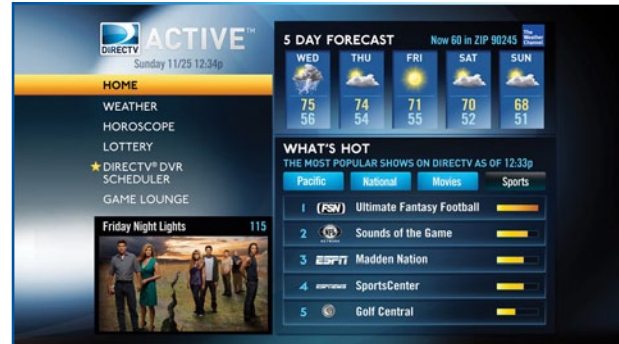 DIRECTV
ACTIVE™
Sunday 11/25 12:34p
HOME
WEATHER
HOROSCOPE
LOTTERY
DIRECTV® DVR
SCHEDULER
GAME LOUNGE
Friday Night Lights 115
5 DAY FORECAST Now 60 in ZIP 90245
The
Weather
Channel
WED THU FRI SAT SUN
75 74 71 70 68
56 54 55 52 51
WHAT'S HOT
THE MOST POPULAR SHOWS ON DIRECTV AS OF 12:33p
Pacific National Movies Sports
1 FSN Ultimate Fantasy Football
2 NFL NETWORK Sounds of the Game
3 ESPN Madden Nation
4 ESPNEWS SportsCenter
5 Golf Central